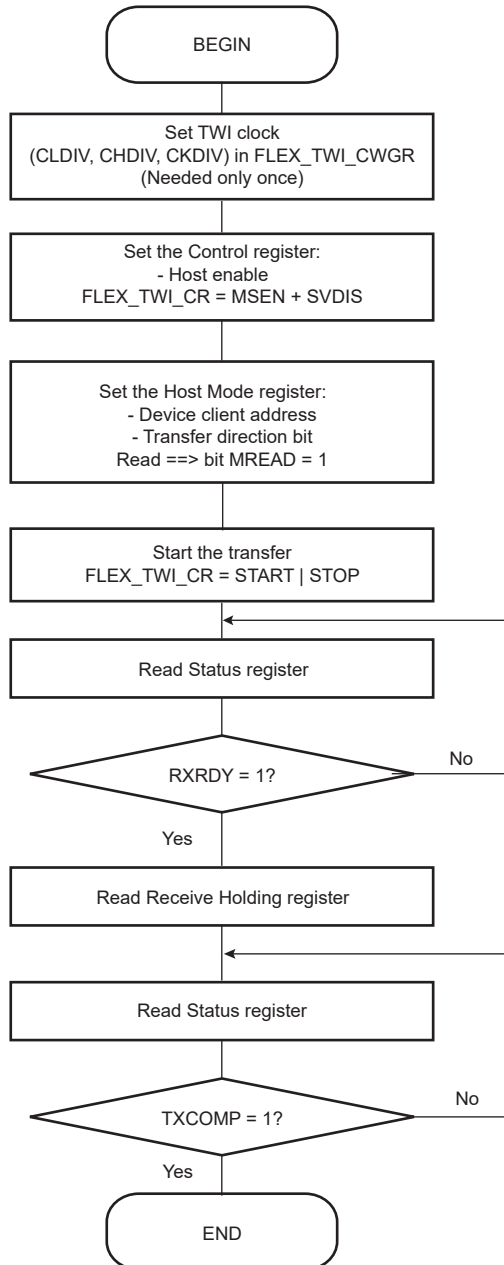 BEGIN
Set TWI clock
(CLDIV, CHDIV, CKDIV) in FLEX_TWI_CWGR
(Needed only once)
Set the Control register:
- Host enable
FLEX_TWI_CR = MSEN + SVDIS
Set the Host Mode register:
- Device client address
- Transfer direction bit
Read ==> bit MREAD = 1
Start the transfer
FLEX_TWI_CR = START | STOP
Read Status register
RXRDY = 1?
No
Yes
Read Receive Holding register
Read Status register
TXCOMP = 1?
No
Yes
END